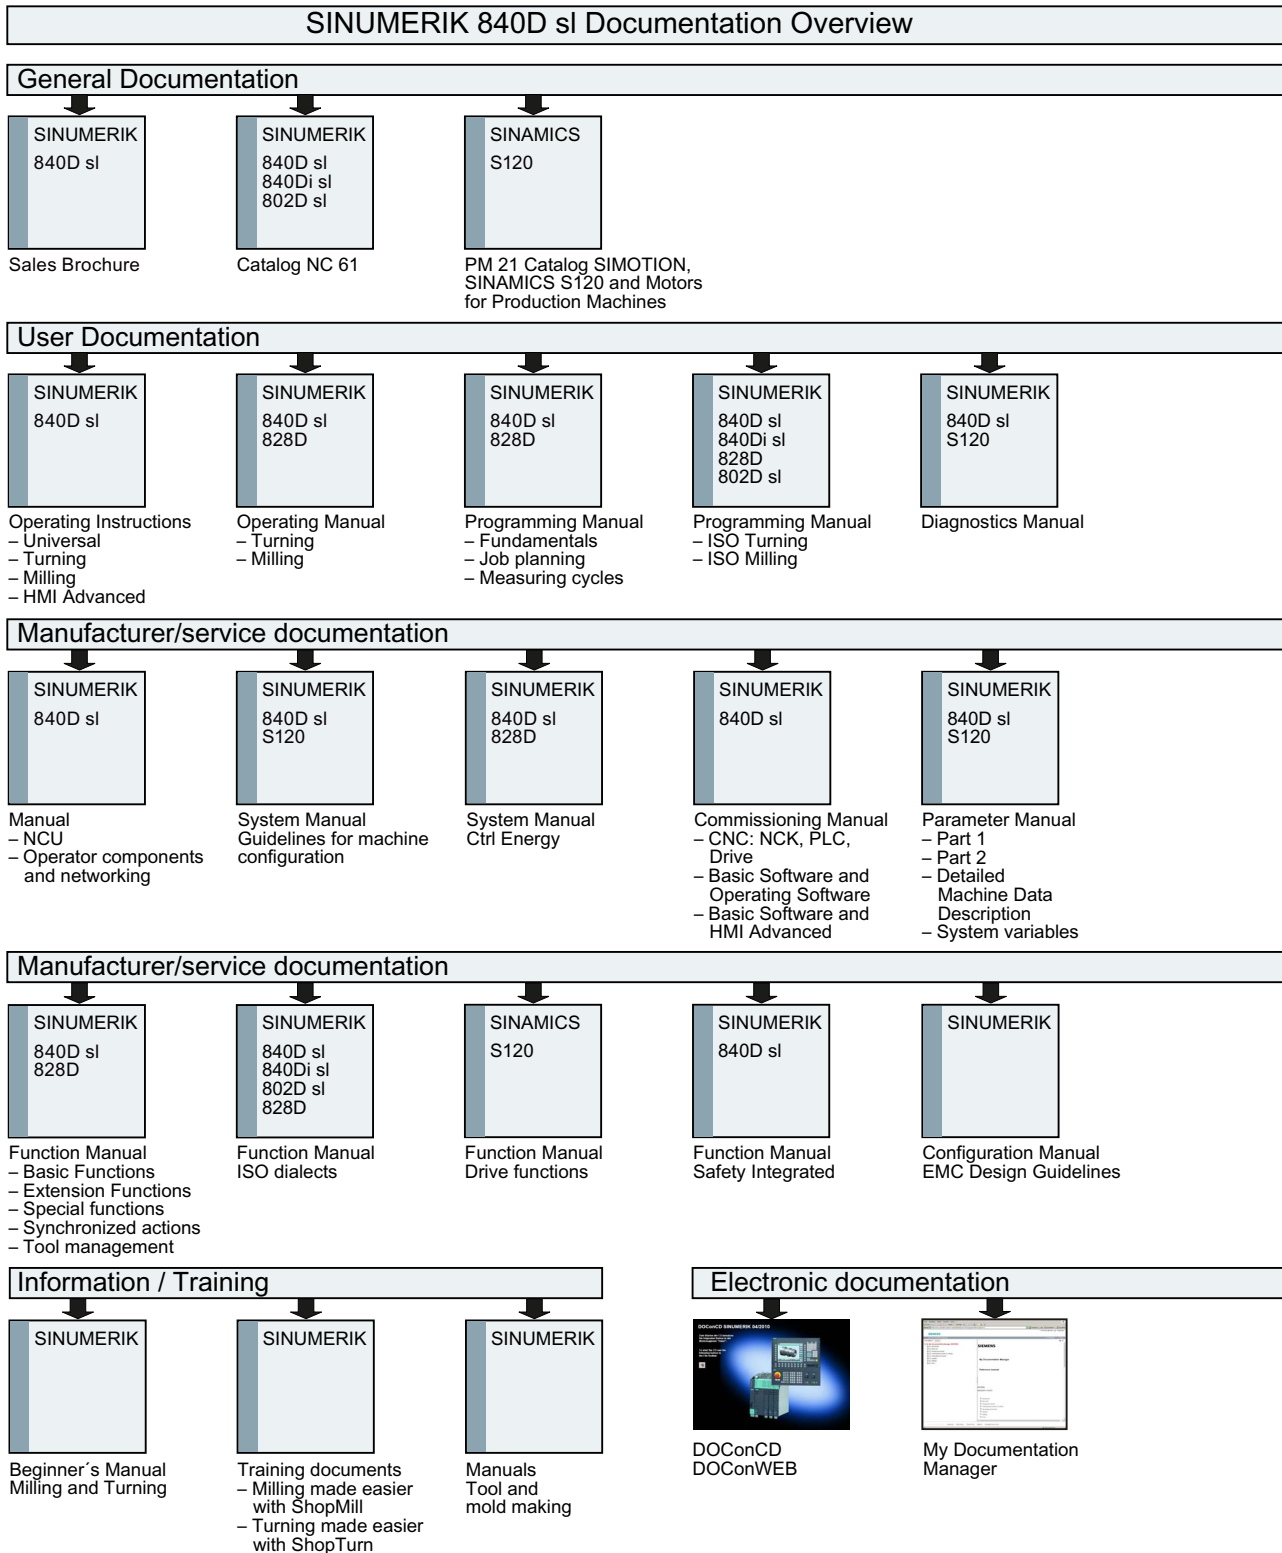 SINUMERIK 840D sl Documentation Overview
General Documentation
SINUMERIK
840D sl
Sales Brochure
SINUMERIK
840D sl
840Di sl
802D sl
Catalog NC 61
SINAMICS
S120
PM 21 Catalog SIMOTION,
SINAMICS S120 and Motors
for Production Machines
User Documentation
SINUMERIK
840D sl
Operating Instructions
– Universal
– Turning
– Milling
– HMI Advanced
SINUMERIK
840D sl
828D
Operating Manual
– Turning
– Milling
SINUMERIK
840D sl
828D
Programming Manual
– Fundamentals
– Job planning
– Measuring cycles
SINUMERIK
840D sl
840Di sl
828D
802D sl
Programming Manual
– ISO Turning
– ISO Milling
SINUMERIK
840D sl
S120
Diagnostics Manual
Manufacturer/service documentation
SINUMERIK
840D sl
Manual
– NCU
– Operator components
and networking
SINUMERIK
840D sl
S120
System Manual
Guidelines for machine
configuration
SINUMERIK
840D sl
828D
System Manual
Ctrl Energy
SINUMERIK
840D sl
Commissioning Manual
– CNC: NCK, PLC,
Drive
– Basic Software and
Operating Software
– Basic Software and
HMI Advanced
SINUMERIK
840D sl
S120
Parameter Manual
– Part 1
– Part 2
– Detailed
Machine Data
Description
– System variables
Manufacturer/service documentation
SINUMERIK
840D sl
828D
Function Manual
– Basic Functions
– Extension Functions
– Special functions
– Synchronized actions
– Tool management
SINUMERIK
840D sl
840Di sl
802D sl
828D
Function Manual
ISO dialects
SINAMICS
S120
Function Manual
Drive functions
SINUMERIK
840D sl
Function Manual
Safety Integrated
SINUMERIK
Configuration Manual
EMC Design Guidelines
Information / Training
SINUMERIK
Beginner´s Manual
Milling and Turning
SINUMERIK
Training documents
– Milling made easier
with ShopMill
– Turning made easier
with ShopTurn
SINUMERIK
Manuals
Tool and
mold making
Electronic documentation
DOConCD SINUMERIK 04/2010
DOConCD
DOConWEB
SIEMENS
My Documentation Manager
My Documentation
Manager